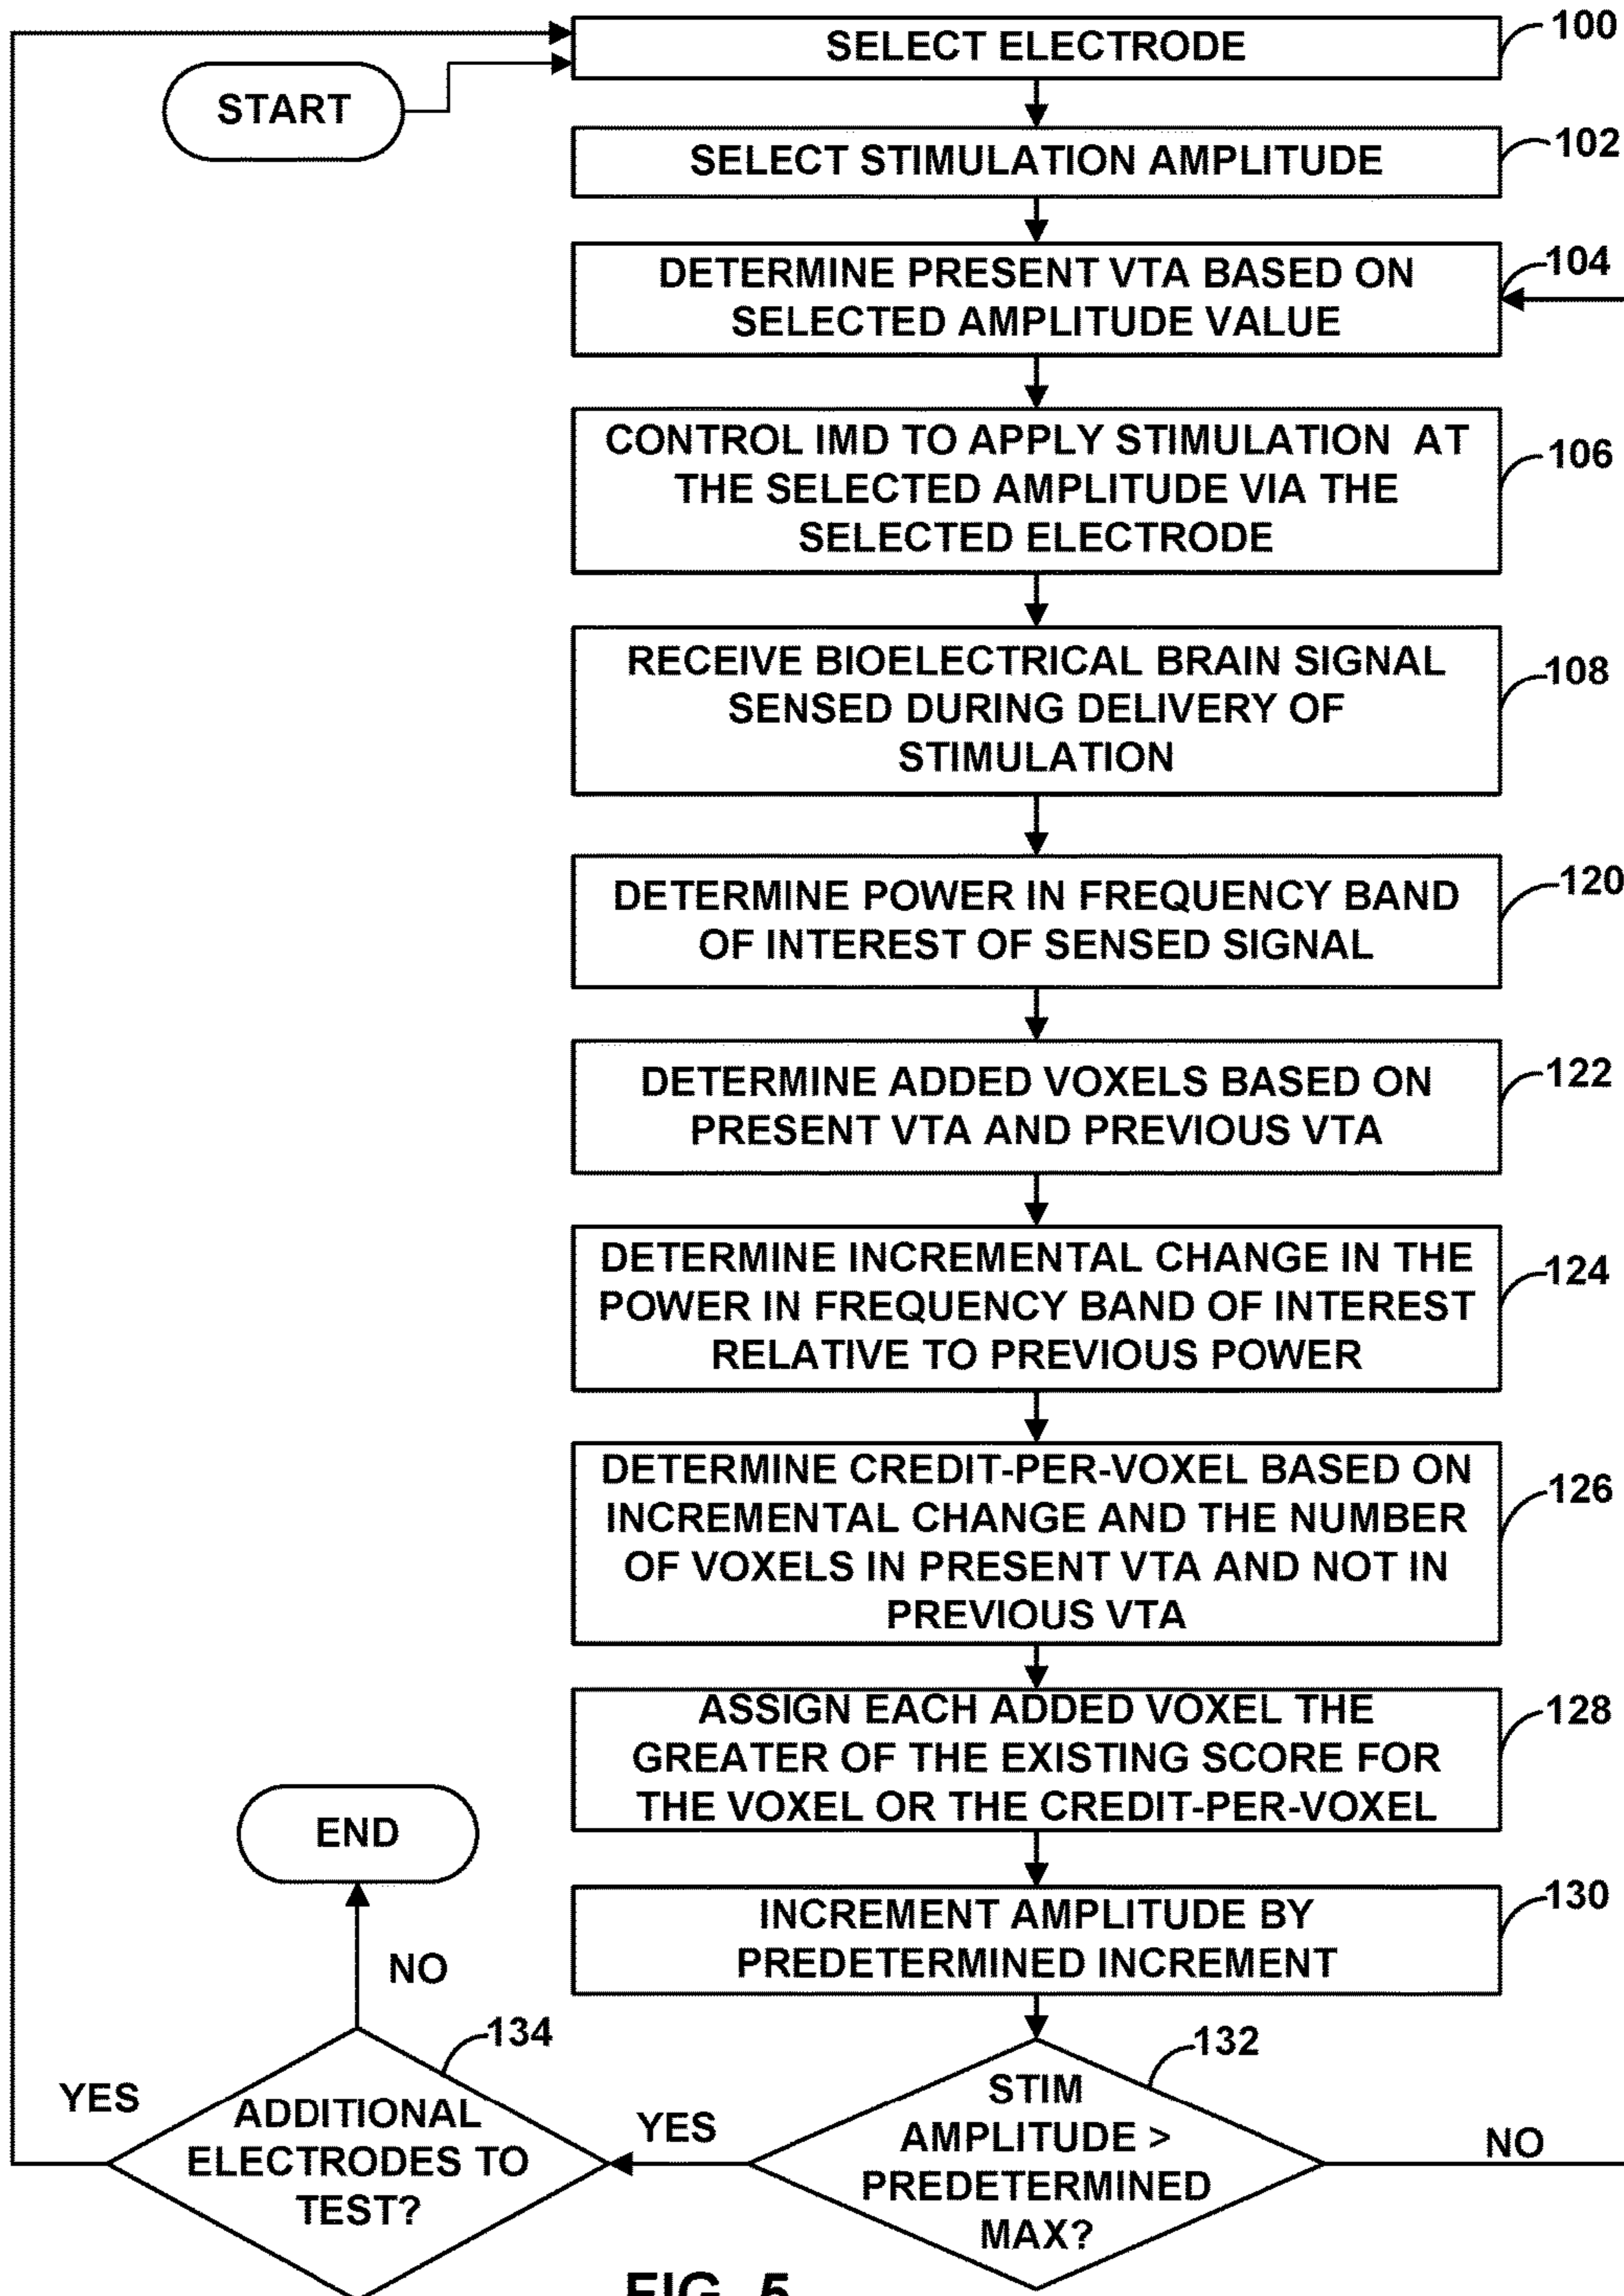 SELECT ELECTRODE
100
START
SELECT STIMULATION AMPLITUDE
102
DETERMINE PRESENT VTA BASED ON
SELECTED AMPLITUDE VALUE
104
CONTROL IMD TO APPLY STIMULATION AT
THE SELECTED AMPLITUDE VIA THE
SELECTED ELECTRODE
106
RECEIVE BIOELECTRICAL BRAIN SIGNAL
SENSED DURING DELIVERY OF
STIMULATION
108
DETERMINE POWER IN FREQUENCY BAND
OF INTEREST OF SENSED SIGNAL
120
DETERMINE ADDED VOXELS BASED ON
PRESENT VTA AND PREVIOUS VTA
122
DETERMINE INCREMENTAL CHANGE IN THE
POWER IN FREQUENCY BAND OF INTEREST
RELATIVE TO PREVIOUS POWER
124
DETERMINE CREDIT-PER-VOXEL BASED ON
INCREMENTAL CHANGE AND THE NUMBER
OF VOXELS IN PRESENT VTA AND NOT IN
PREVIOUS VTA
126
ASSIGN EACH ADDED VOXEL THE
GREATER OF THE EXISTING SCORE FOR
THE VOXEL OR THE CREDIT-PER-VOXEL
128
END
INCREMENT AMPLITUDE BY
PREDETERMINED INCREMENT
130
NO
134
132
YES
ADDITIONAL
ELECTRODES TO
TEST?
YES
STIM
AMPLITUDE >
PREDETERMINED
MAX?
NO
FIG. 5